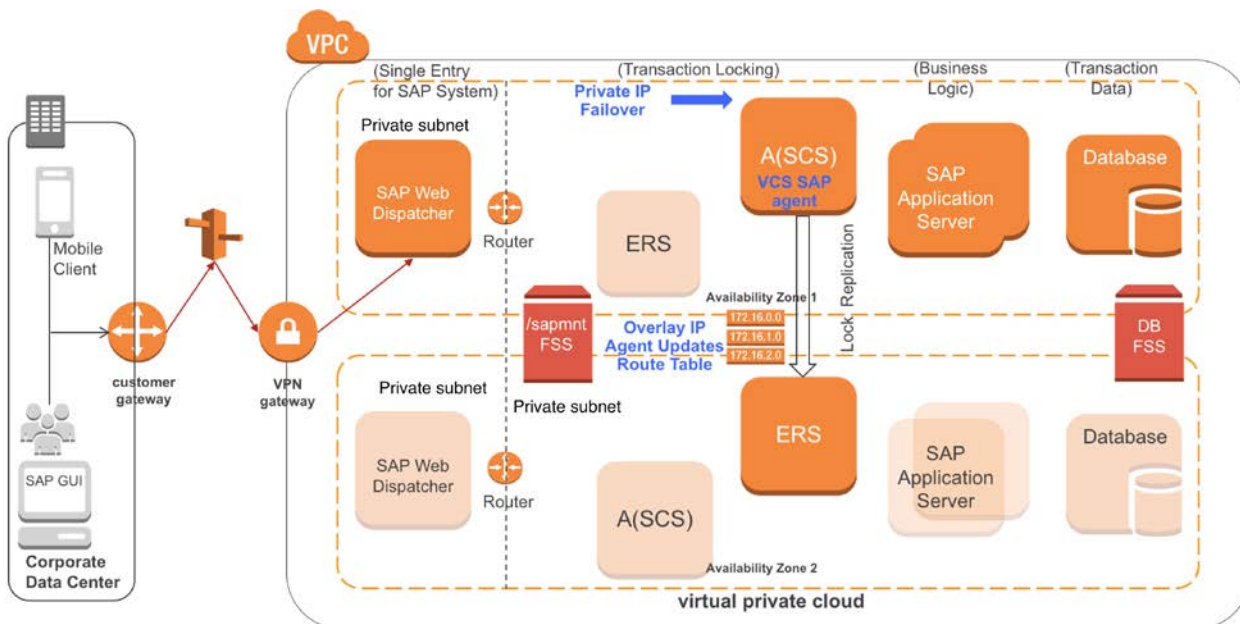 VPC
(Single Entry
for SAP System)
(Transaction Locking)
(Business
Logic)
(Transaction
Data)
Private IP
Failover
Private subnet
SAP Web
Dispatcher
Router
A(SCS)
VCS SAP
agent
ERS
SAP
Application
Server
Database
Mobile
Client
Lock Replication
Availability Zone 1
172.16.0.0
172.16.1.0
172.16.2.0
/sapmnt
FSS
Overlay IP
Agent Updates
Route Table
DB
FSS
customer
gateway
VPN
gateway
Private subnet
Private subnet
SAP Web
Dispatcher
Router
ERS
A(SCS)
SAP
Application
Server
Database
SAP GUI
Corporate
Data Center
Availability Zone 2
virtual private cloud